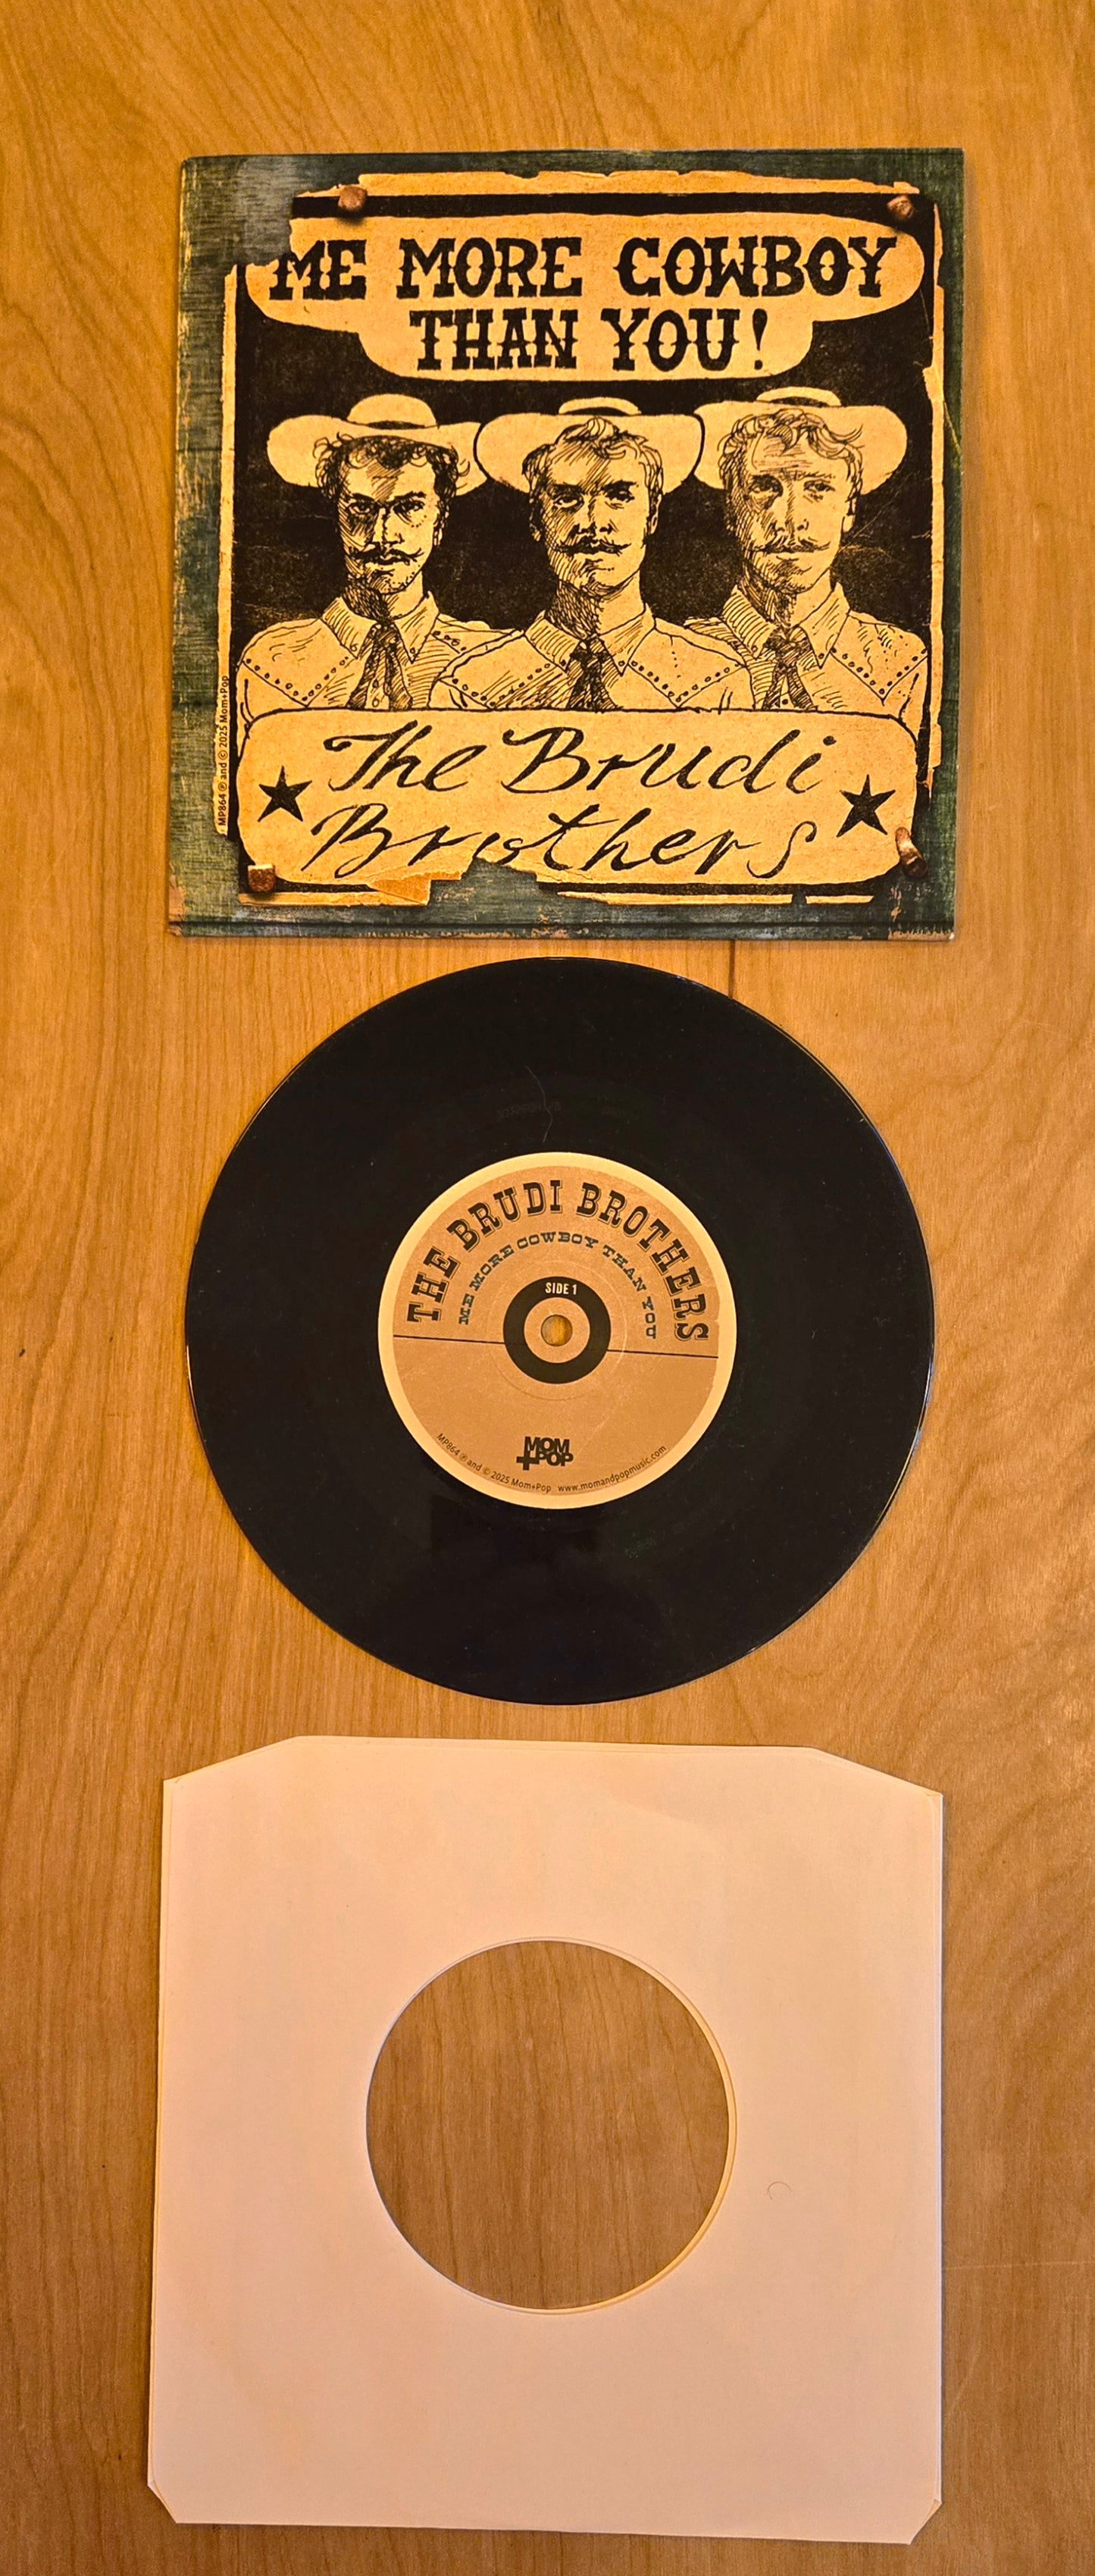 ME MORE COWBOY
THAN YOU!
The Brudi
Brothers
MP864 ℗ and © 2025 Mom+Pop
THE BRUDI BROTHERS
ME MORE COWBOY THAN YOU
SIDE 1
MOM
+POP
MP864 ℗ and © 2025 Mom+Pop www.momandpopmusic.com